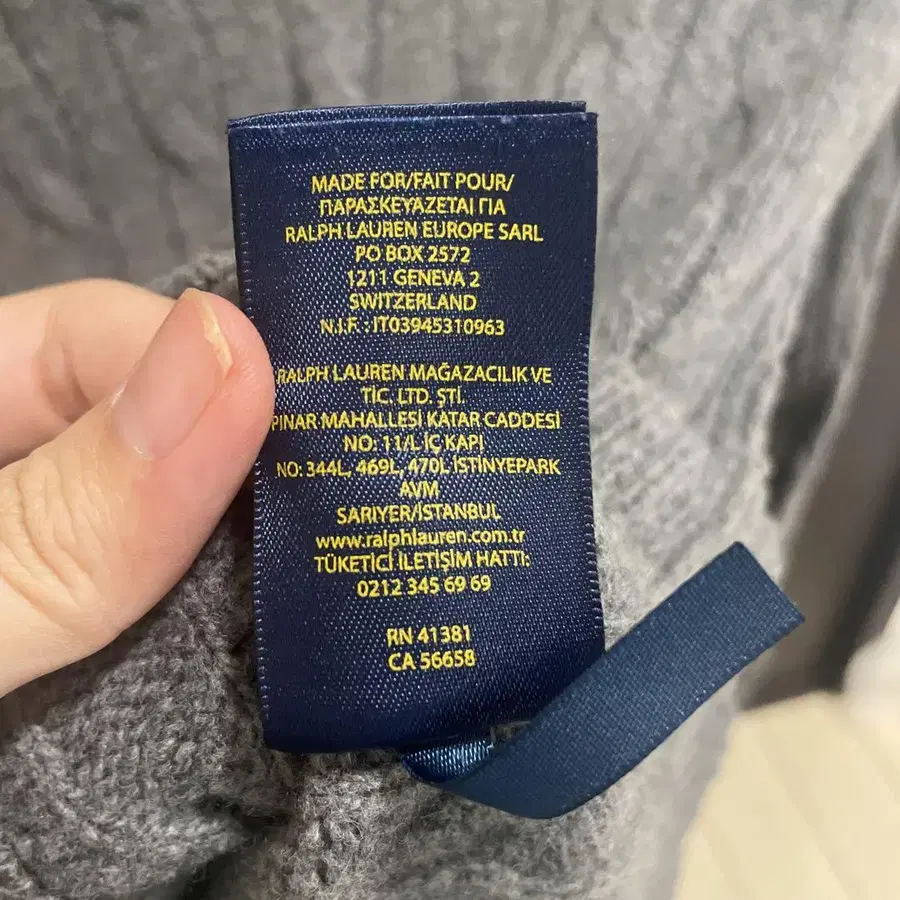 MADE FOR/FAIT POUR/
ΠΑΡΑΣΚΕΥΑΖΕΤΑΙ ΓΙΑ
RALPH LAUREN EUROPE SARL
PO BOX 2572
1211 GENEVA 2
SWITZERLAND
N.I.F. : IT03945310963
RALPH LAUREN MAĞAZACILIK VE
TİC. LTD. ŞTİ.
PINAR MAHALLESİ KATAR CADDESİ
NO: 11/L İÇ KAPI
NO: 344L, 469L, 470L İSTİNYEPARK
AVM
SARIYER/İSTANBUL
www.ralphlauren.com.tr
TÜKETİCİ İLETİŞİM HATTI:
0212 345 69 69
RN 41381
CA 56658